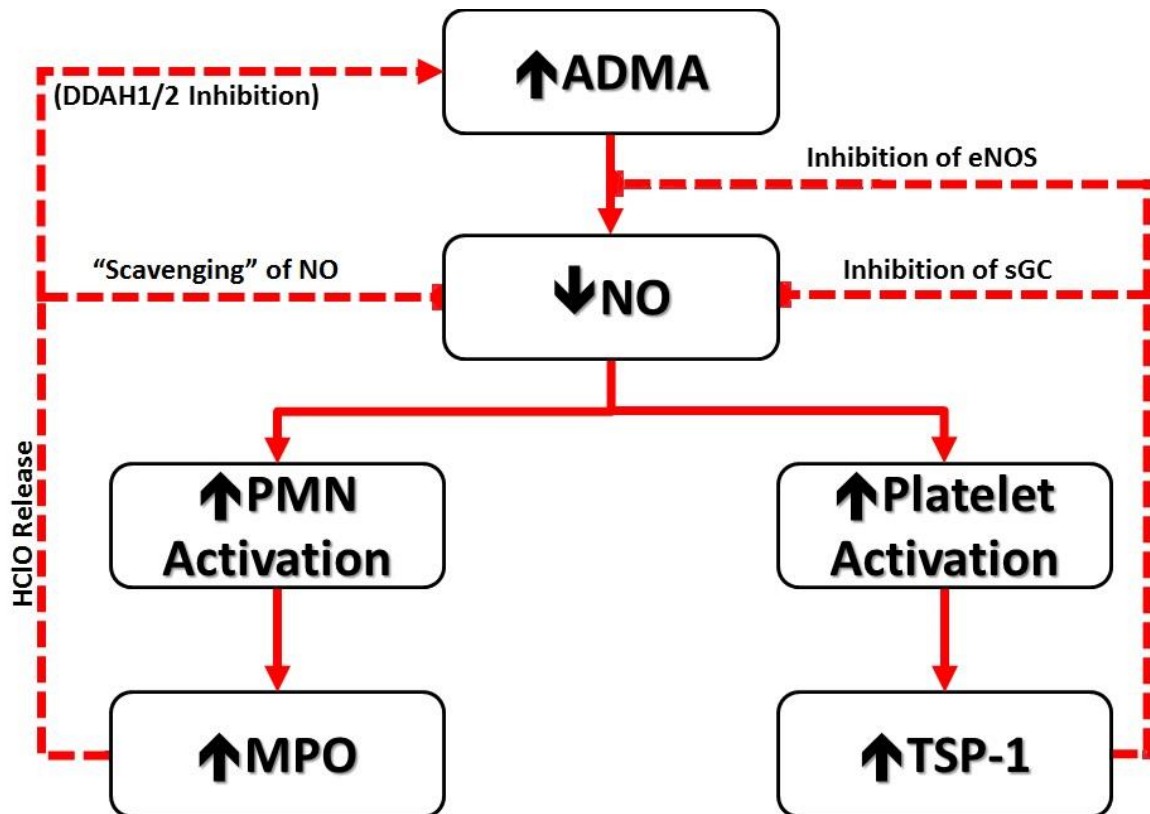 ↑ADMA
(DDAH1/2 Inhibition)
Inhibition of eNOS
"Scavenging" of NO
Inhibition of sGC
↓NO
HClO Release
↑PMN
Activation
↑Platelet
Activation
↑MPO
↑TSP-1